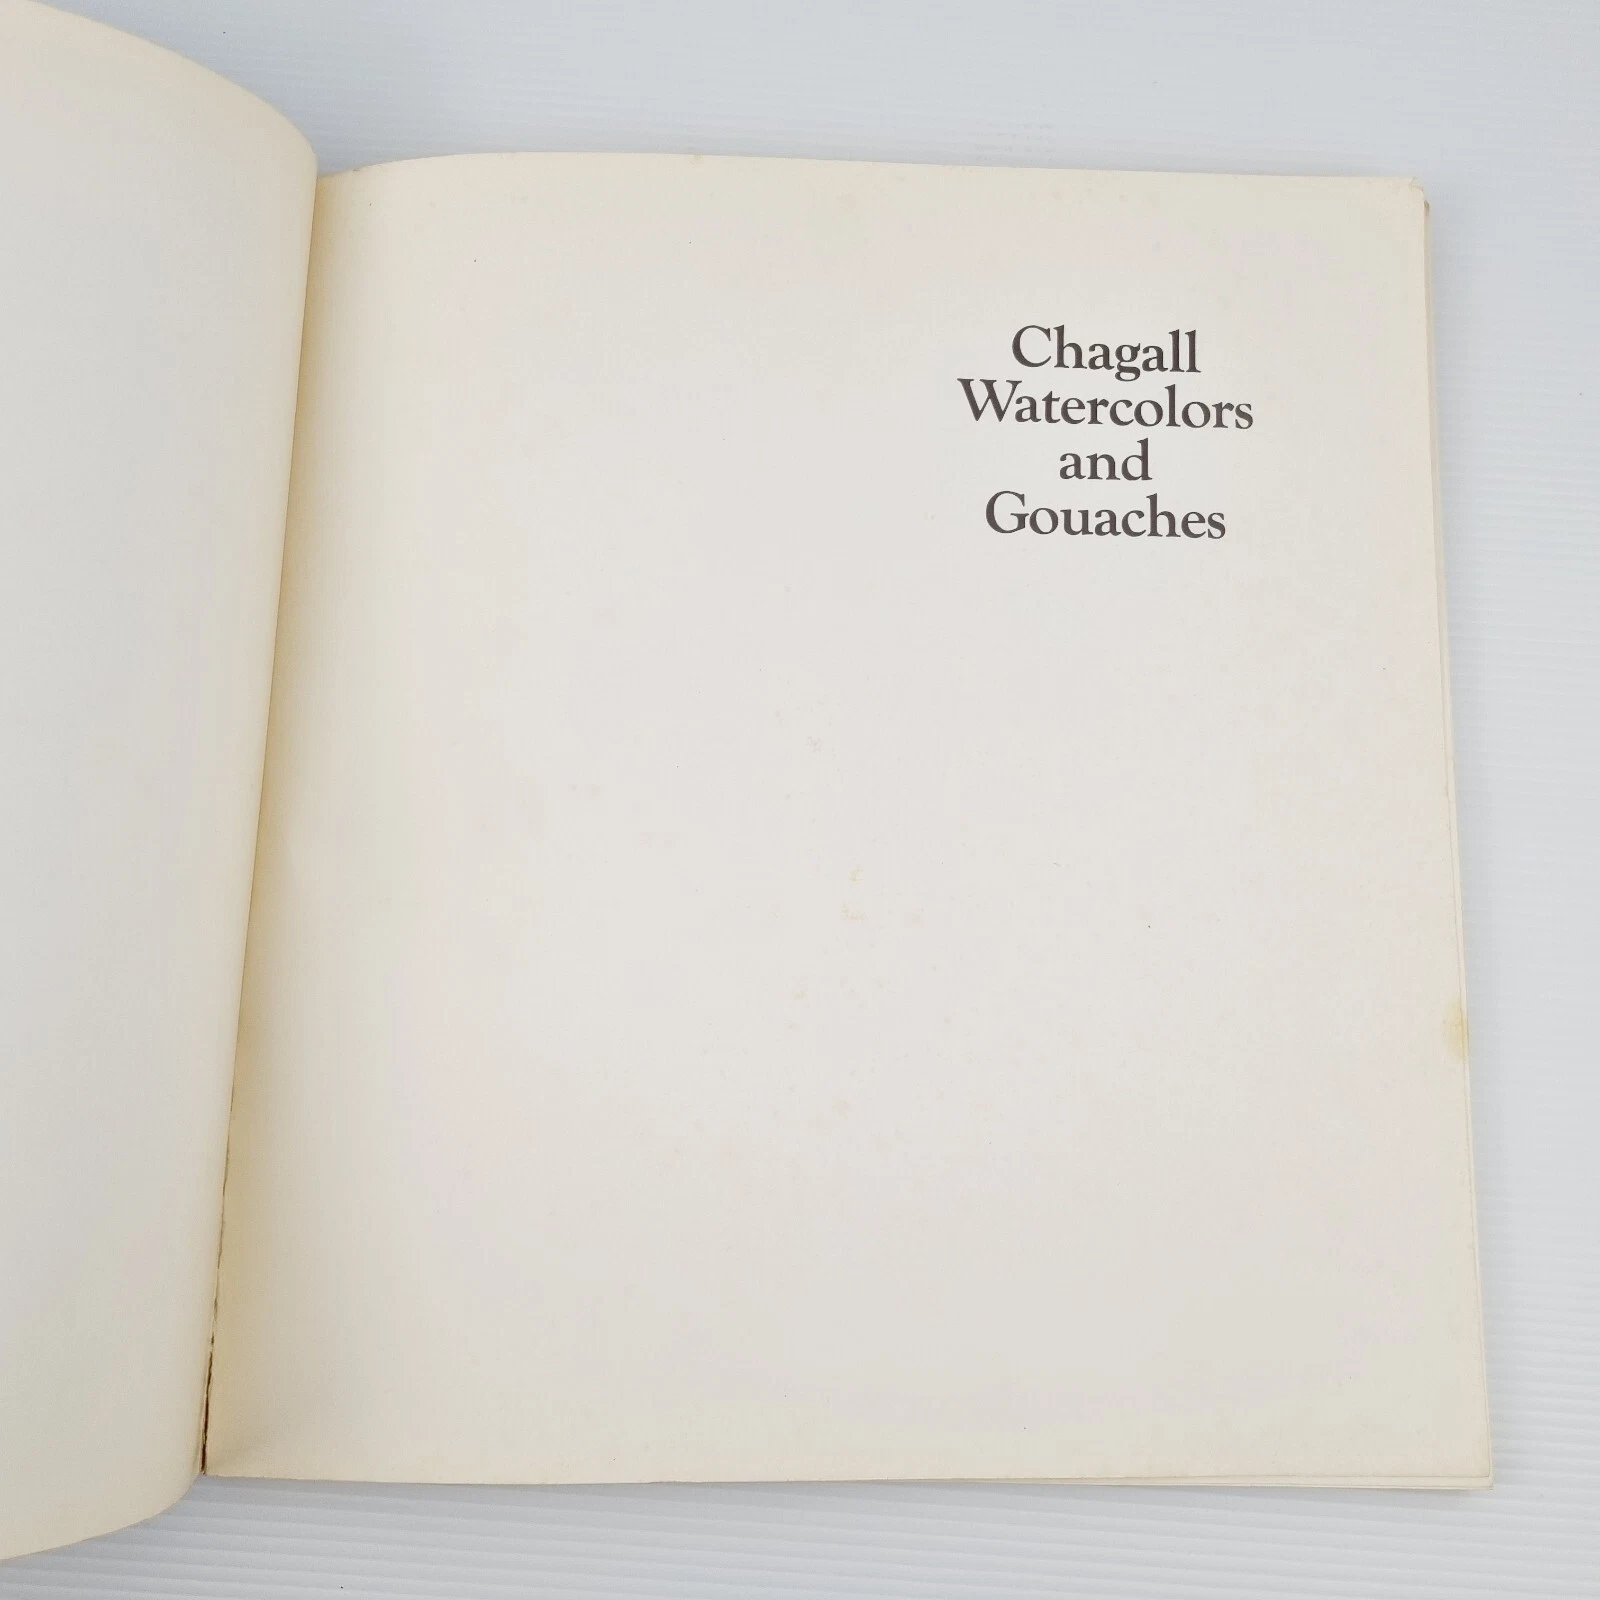 Chagall
Watercolors
and
Gouaches